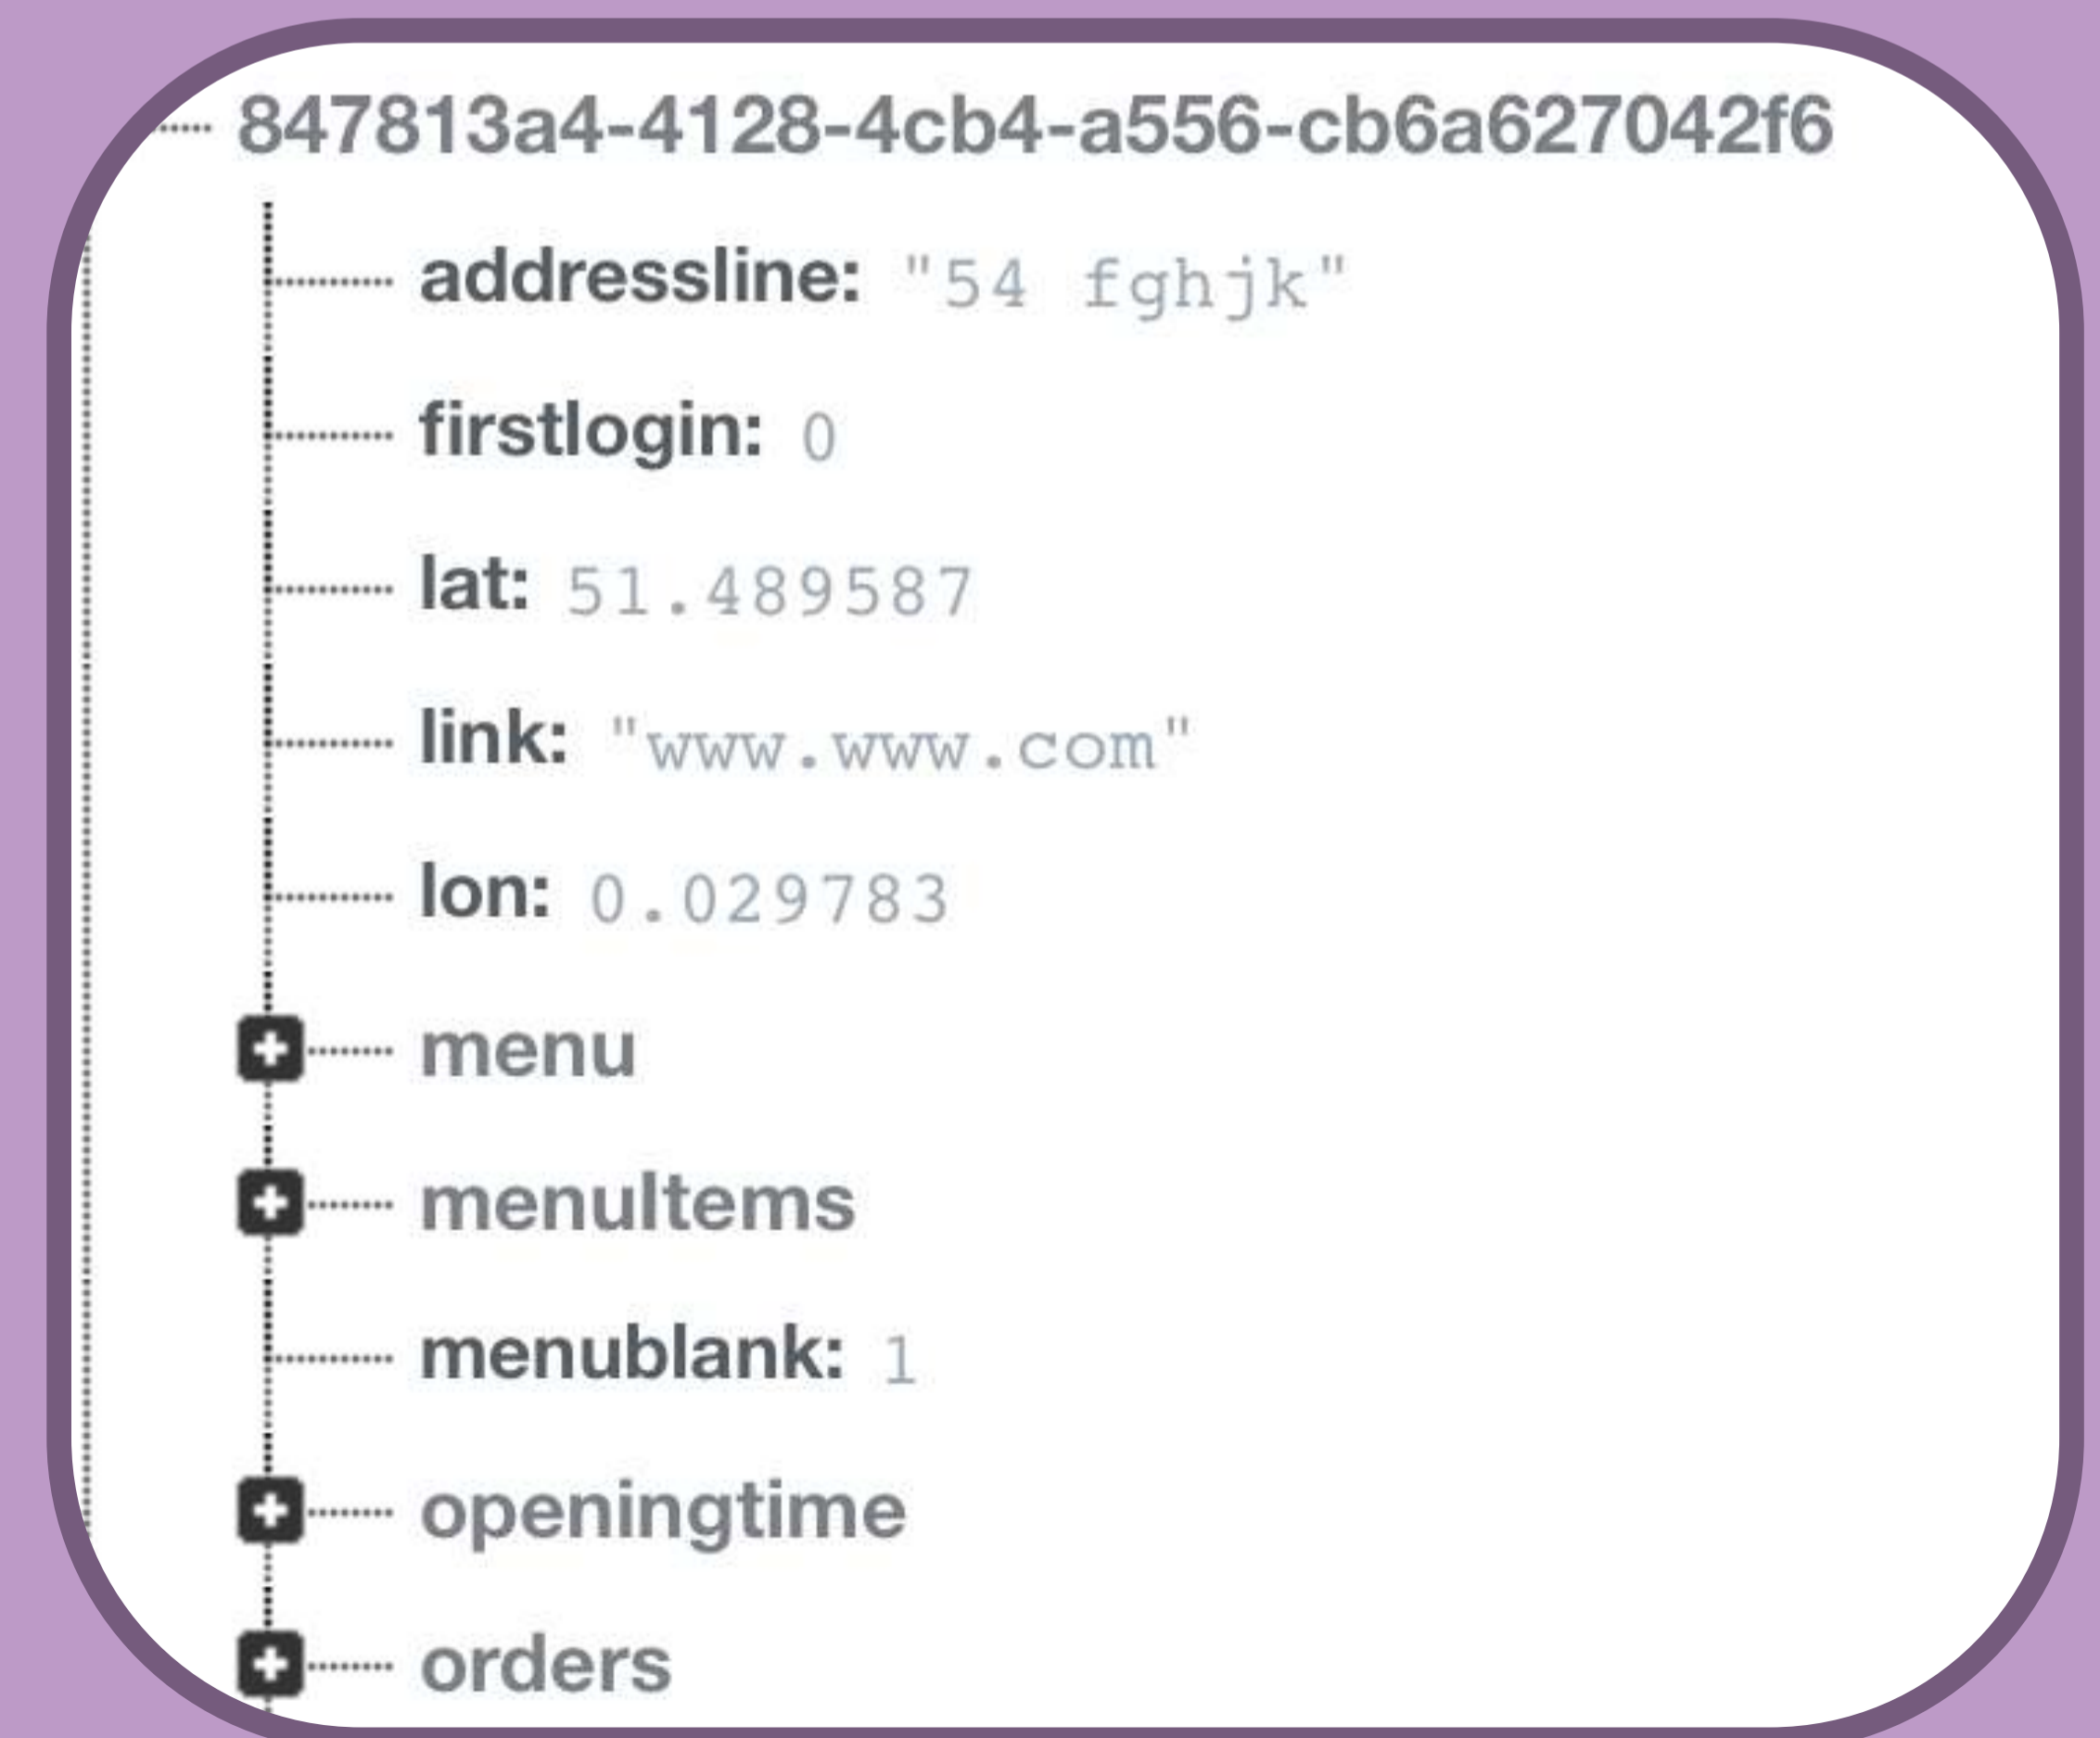 847813a4-4128-4cb4-a556-cb6a627042f6
addressline: "54 fghjk"
firstlogin: 0
lat: 51.489587
link: "www.www.com"
lon: 0.029783
menu
menuItems
menublank: 1
openingtime
orders